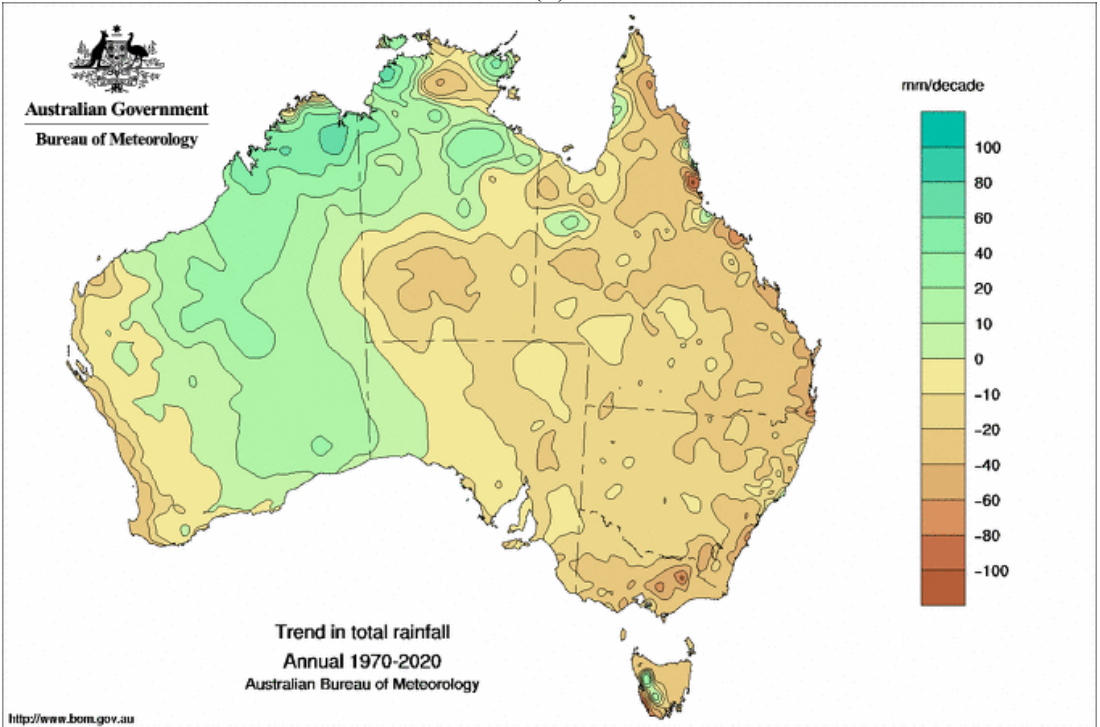 Australian Government
Bureau of Meteorology
mm/decade
100
80
60
40
20
10
0
-10
-20
-40
-60
-80
-100
Trend in total rainfall
Annual 1970-2020
Australian Bureau of Meteorology
http://www.bom.gov.au